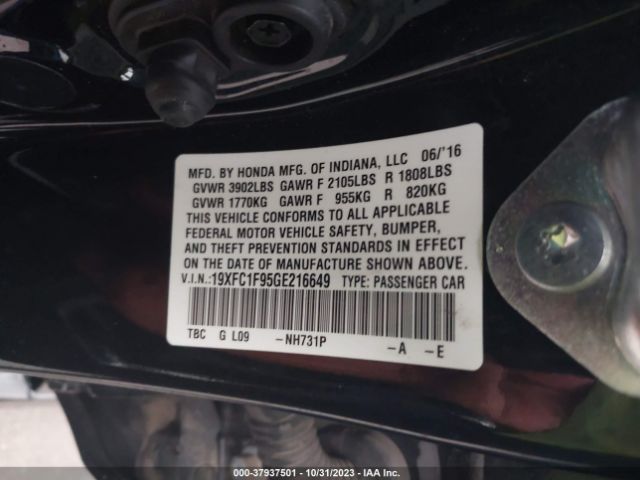 MFD. BY HONDA MFG. OF INDIANA, LLC 06/'16
GVWR 3902LBS GAWR F 2105LBS R 1808LBS
GVWR 1770KG GAWR F 955KG R 820KG
THIS VEHICLE CONFORMS TO ALL APPLICABLE
FEDERAL MOTOR VEHICLE SAFETY, BUMPER,
AND THEFT PREVENTION STANDARDS IN EFFECT
ON THE DATE OF MANUFACTURE SHOWN ABOVE.
V.I.N.:19XFC1F95GE216649 TYPE: PASSENGER CAR
TBC G L09 -NH731P -A -E
000-37937501 - 10/31/2023 - IAA Inc.